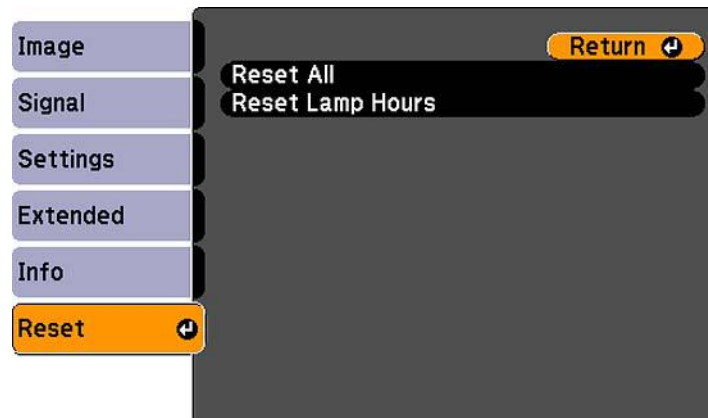 Image
Signal
Settings
Extended
Info
Reset
Return
Reset All
Reset Lamp Hours